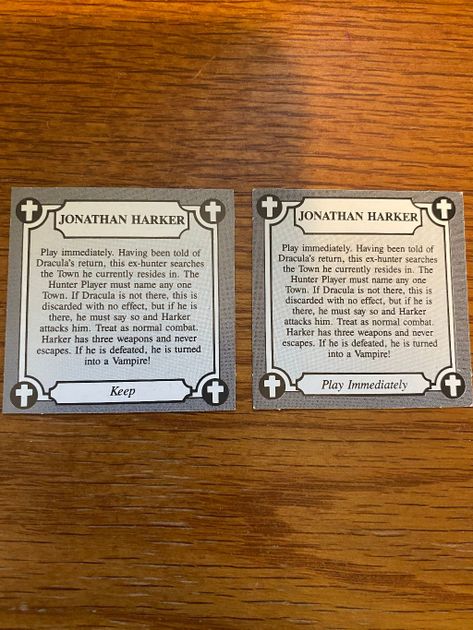 JONATHAN HARKER
Play immediately. Having been told of
Dracula's return, this ex-hunter searches
the Town he currently resides in. The
Hunter Player must name any one
Town. If Dracula is not there, this is
discarded with no effect, but if he is
there, he must say so and Harker
attacks him. Treat as normal combat.
Harker has three weapons and never
escapes. If he is defeated, he is turned
into a Vampire!
Keep
JONATHAN HARKER
Play immediately. Having been told of
Dracula's return, this ex-hunter searches
the Town he currently resides in. The
Hunter Player must name any one
Town. If Dracula is not there, this is
discarded with no effect, but if he is
there, he must say so and Harker
attacks him. Treat as normal combat.
Harker has three weapons and never
escapes. If he is defeated, he is turned
into a Vampire!
Play Immediately